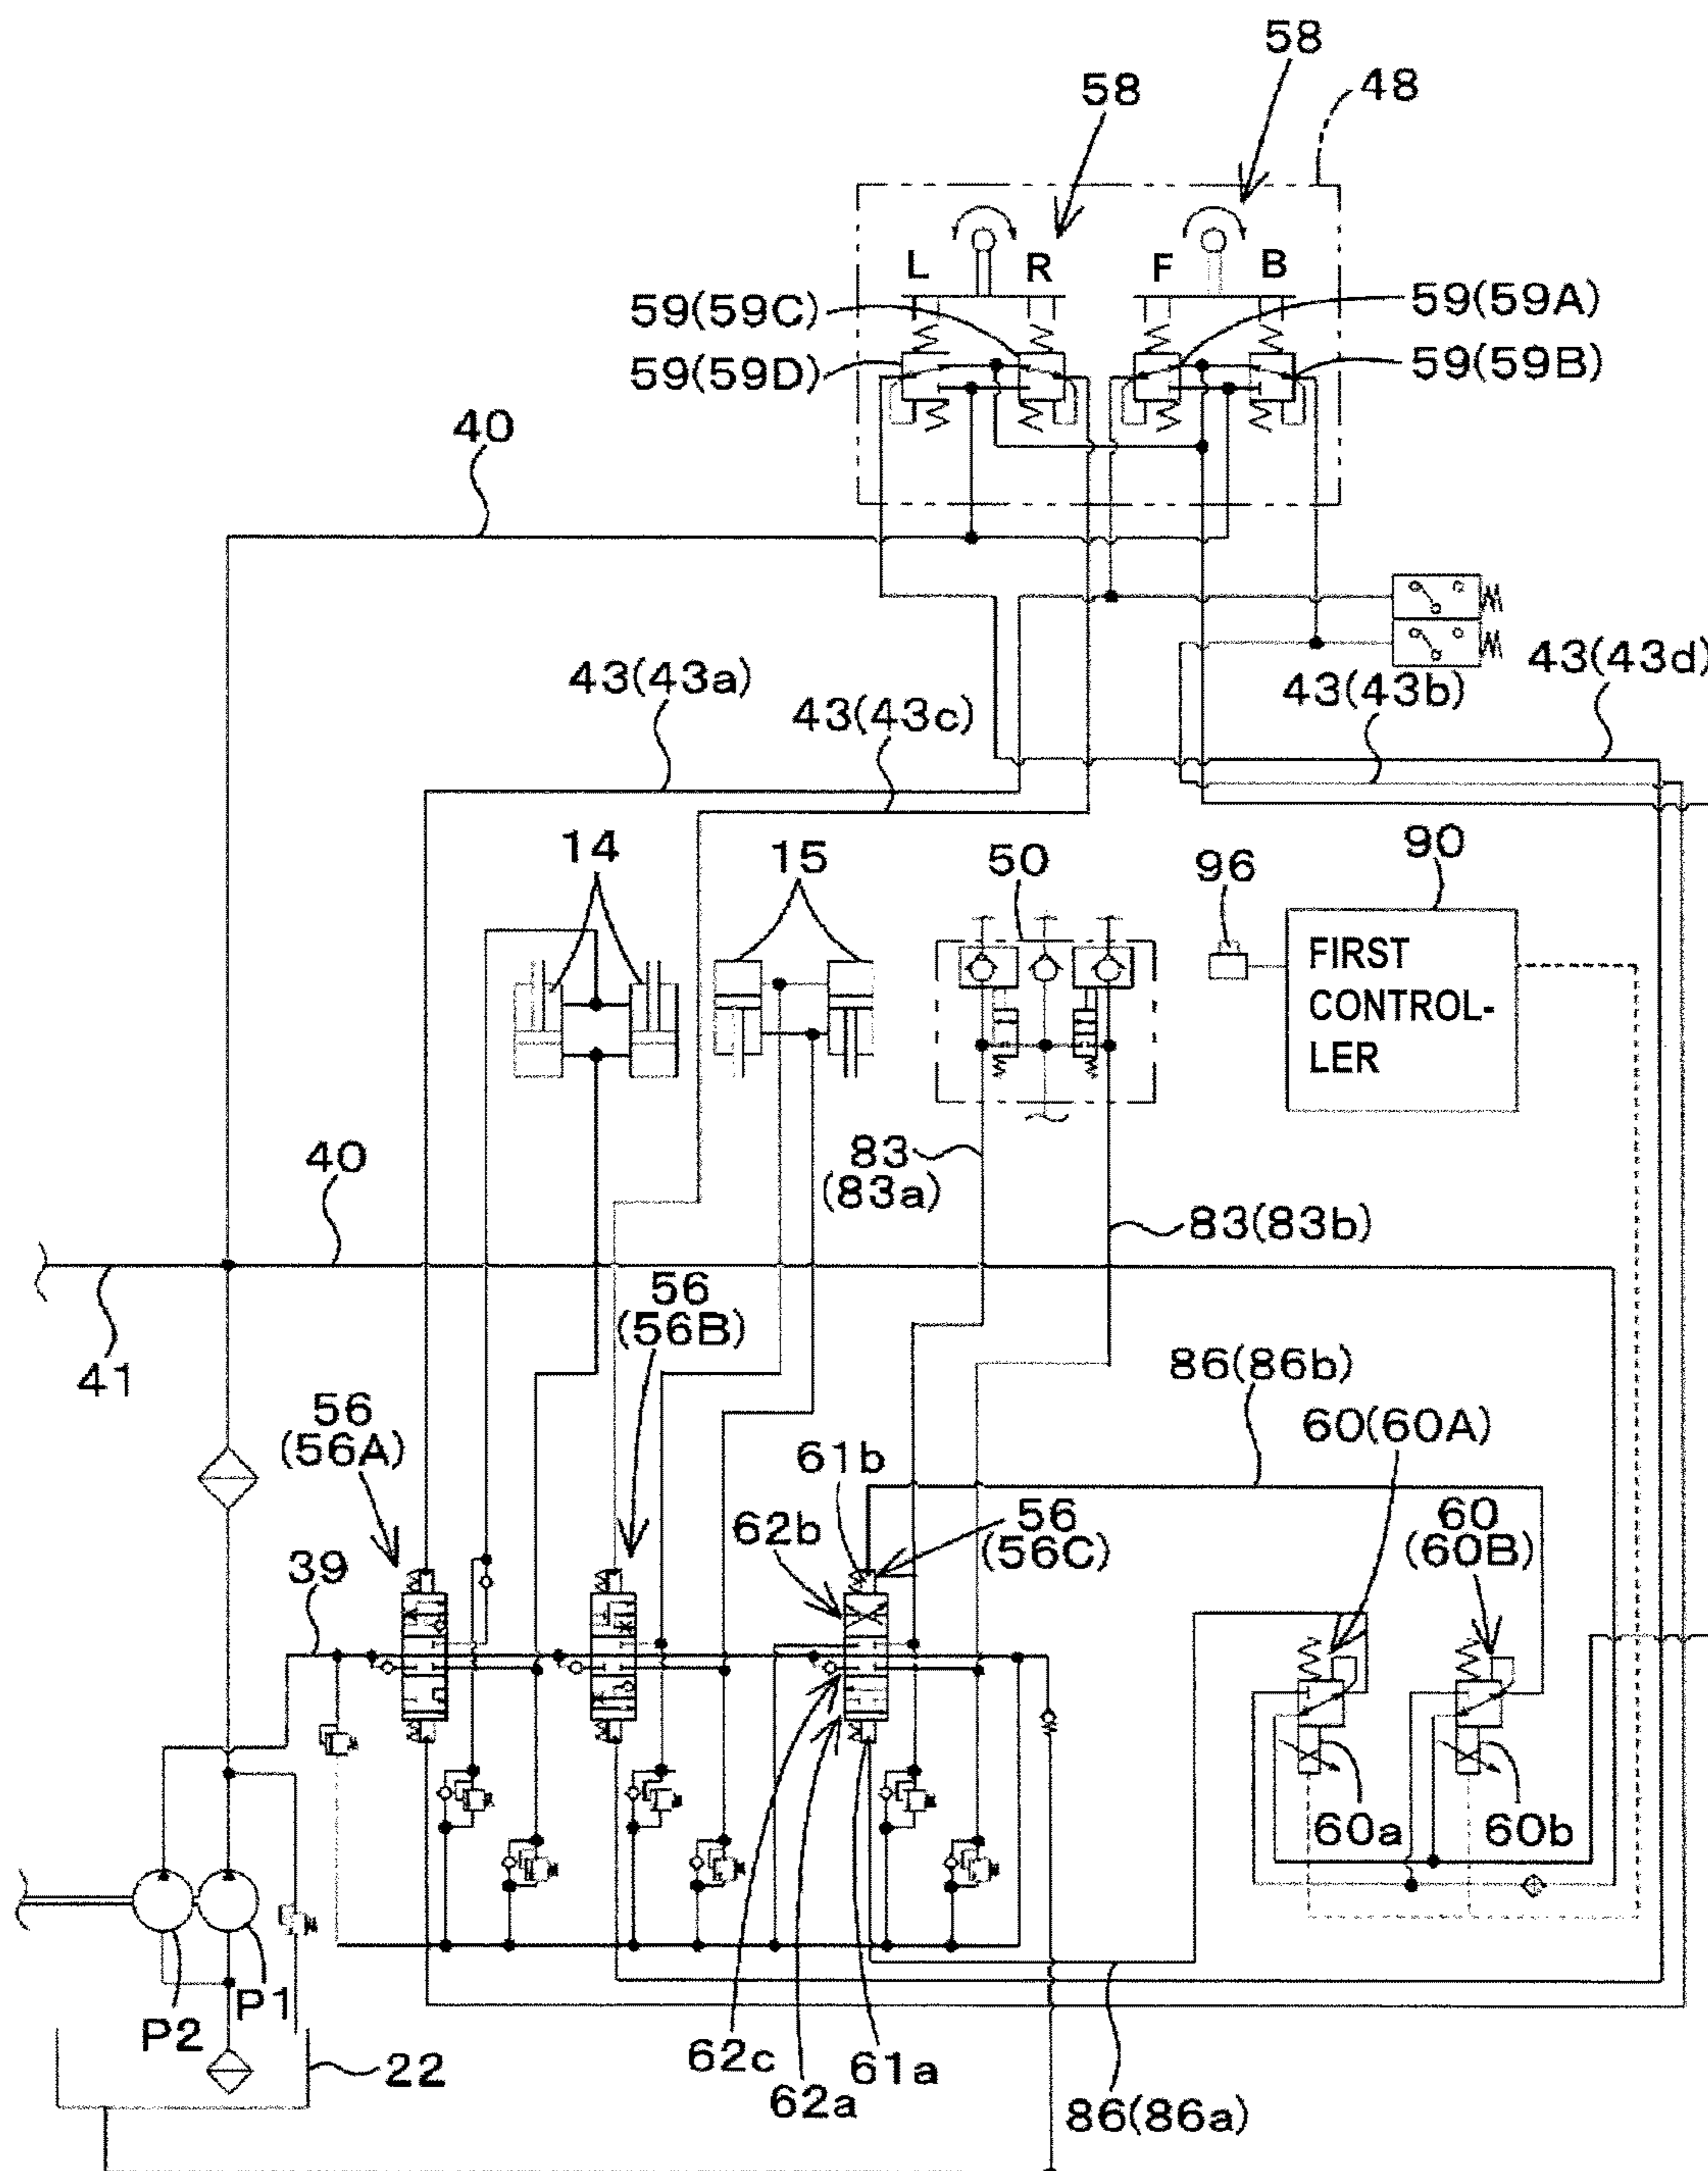 58
58
48
L
R
F
B
59(59C)
59(59A)
59(59D)
59(59B)
40
43(43a)
43(43c)
43(43d)
43(43b)
14
15
50
96
90
FIRST
CONTROL-
LER
83
(83a)
40
83(83b)
41
56
(56B)
86(86b)
56
(56A)
60(60A)
61b
62b
56
(56C)
60
(60B)
39
60a
60b
P1
P2
22
62c
62a
61a
86(86a)